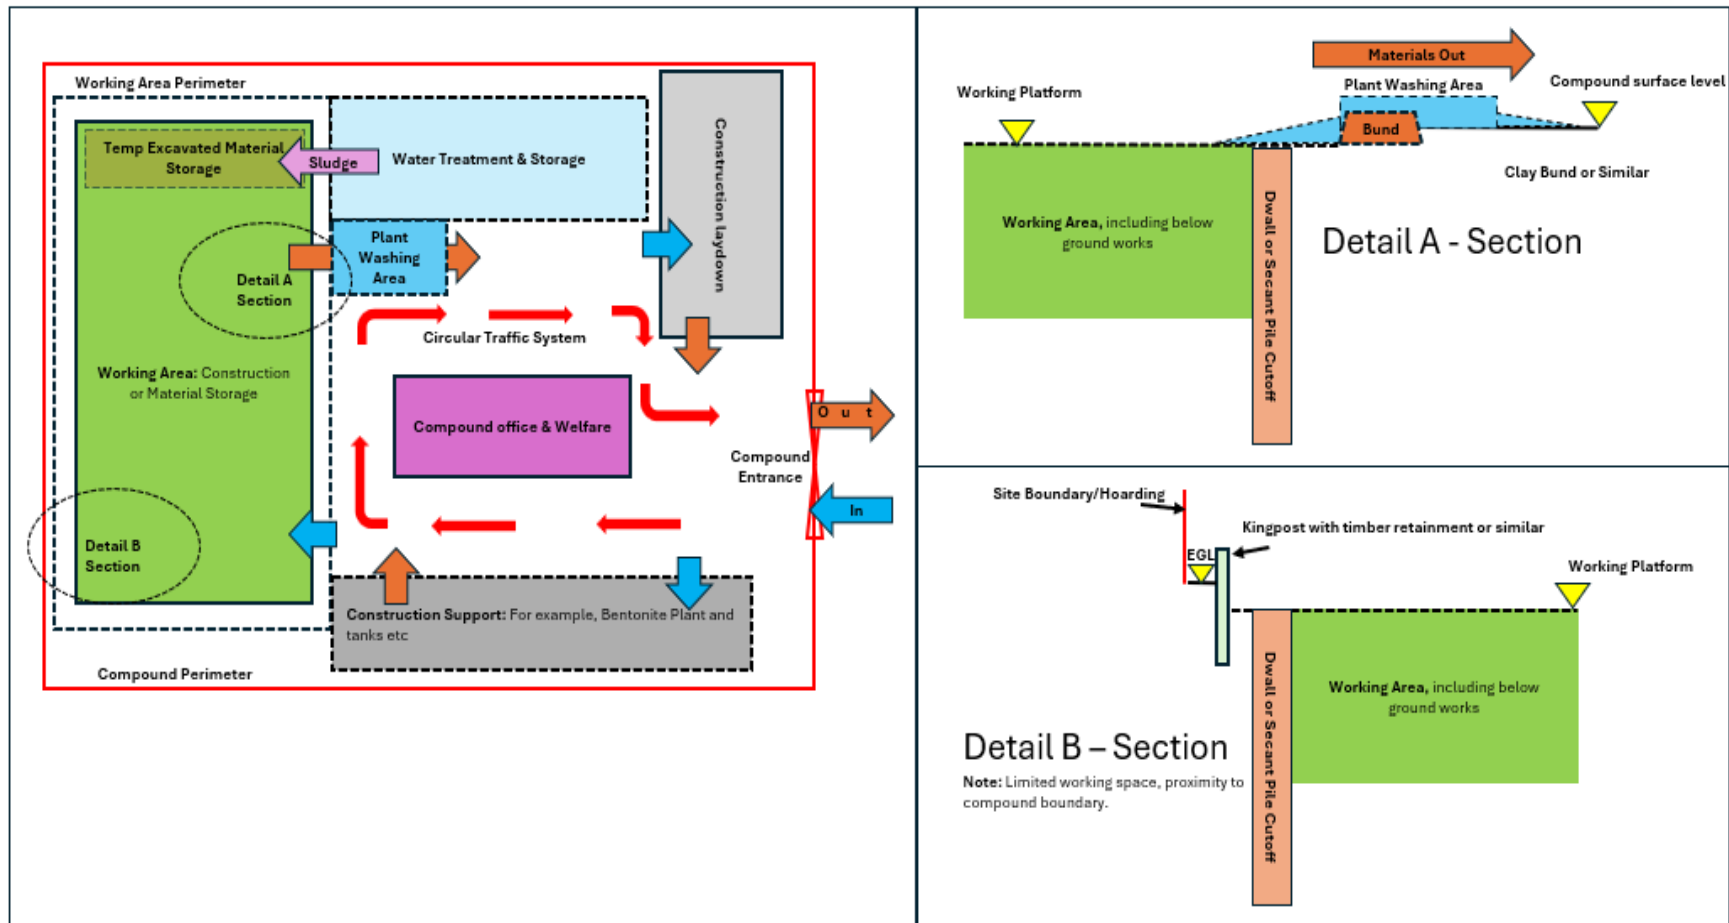 Working Area Perimeter
Temp Excavated Material
Storage
Sludge
Water Treatment & Storage
Construction laydown
Plant
Washing
Area
Detail A
Section
Circular Traffic System
Working Area: Construction
or Material Storage
Compound office & Welfare
Out
Compound
Entrance
In
Detail B
Section
Construction Support: For example, Bentonite Plant and
tanks etc
Compound Perimeter
Materials Out
Plant Washing Area
Compound surface level
Working Platform
Bund
Clay Bund or Similar
Working Area, including below
ground works
Dwall or Secant Pile Cutoff
Detail A - Section
Site Boundary/Hoarding
Kingpost with timber retainment or similar
EGL
Working Platform
Dwall or Secant Pile Cutoff
Working Area, including below
ground works
Detail B – Section
Note: Limited working space, proximity to
compound boundary.